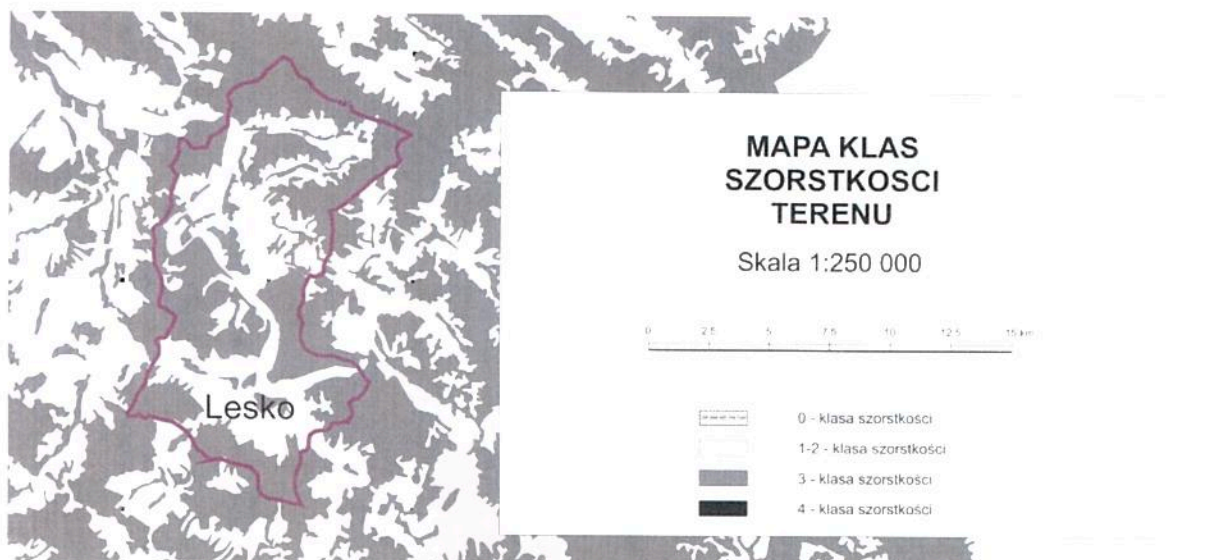 MAPA KLAS
SZORSTKOSCI
TERENU
Skala 1:250 000
0 2.5 5 7.5 10 12.5 15 km
0 - klasa szorstkości
1-2 - klasa szorstkości
3 - klasa szorstkości
4 - klasa szorstkości
Lesko